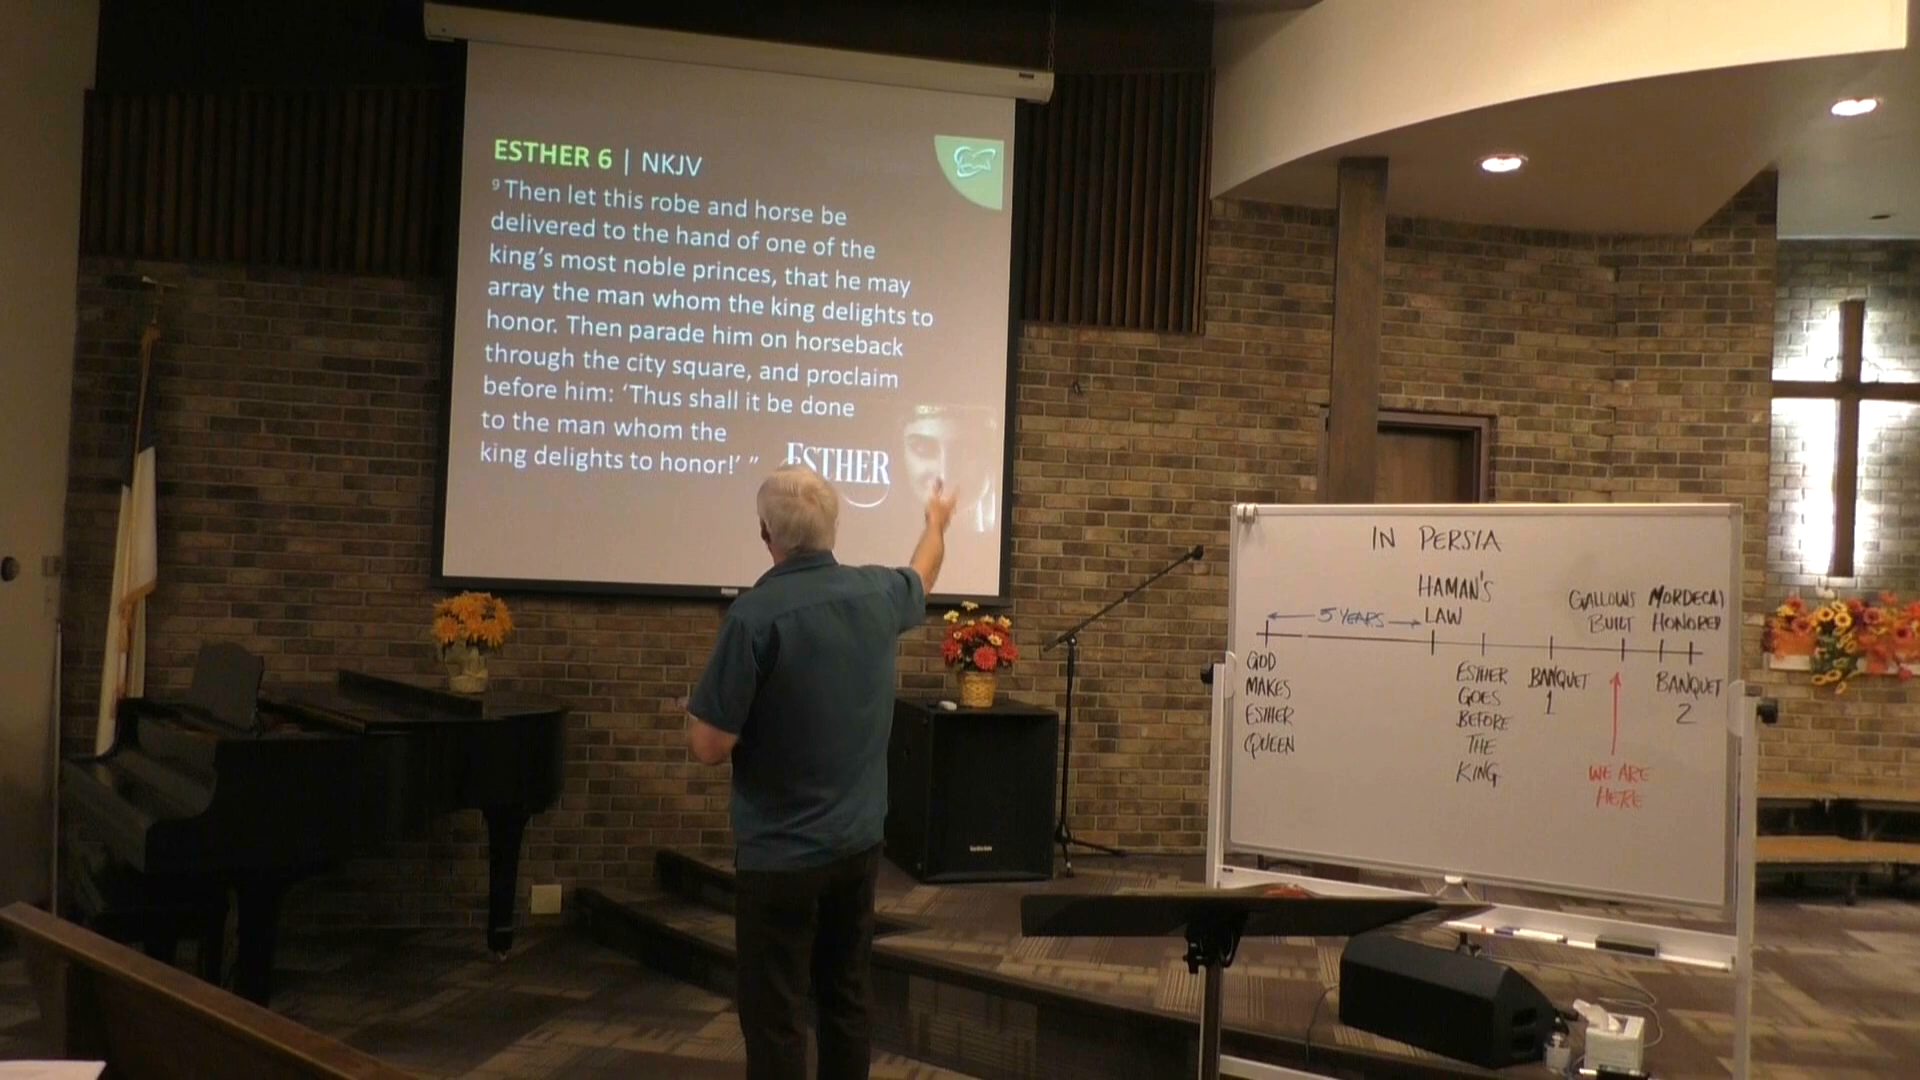 ESTHER 6 | NKJV
9 Then let this robe and horse be
delivered to the hand of one of the
king's most noble princes, that he may
array the man whom the king delights to
honor. Then parade him on horseback
through the city square, and proclaim
before him: 'Thus shall it be done
to the man whom the
king delights to honor!' "
ESTHER
IN PERSIA
HAMAN'S
LAW
5 YEARS
GALLOWS
BUILT
MORDECAI
HONORED
GOD
MAKES
ESTHER
QUEEN
ESTHER
GOES
BEFORE
THE
KING
BANQUET
1
BANQUET
2
WE ARE
HERE